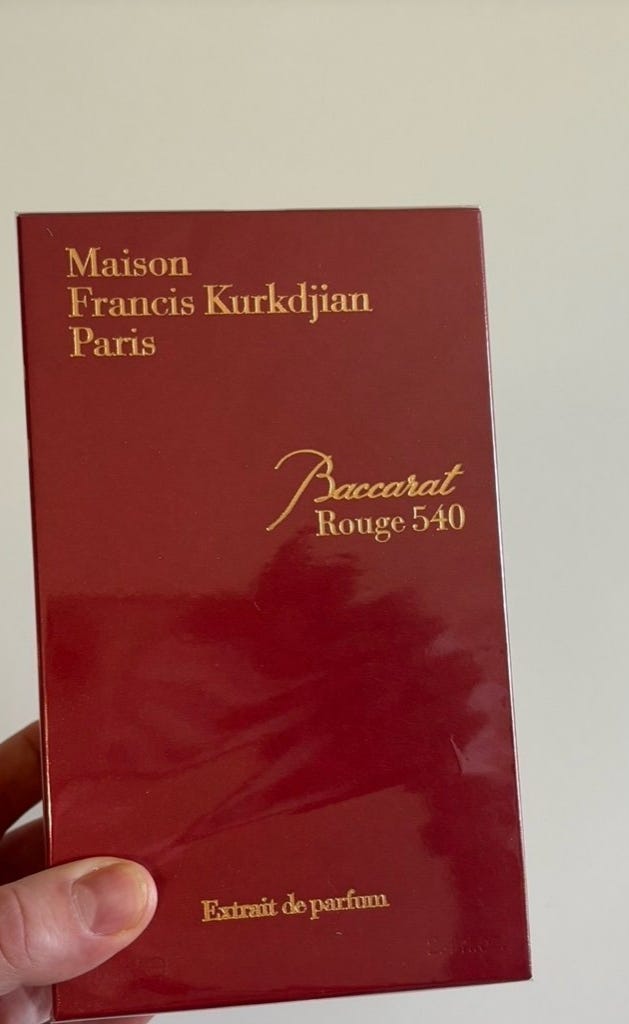 Maison
Francis Kurkdjian
Paris
Baccarat
Rouge 540
Extrait de parfum